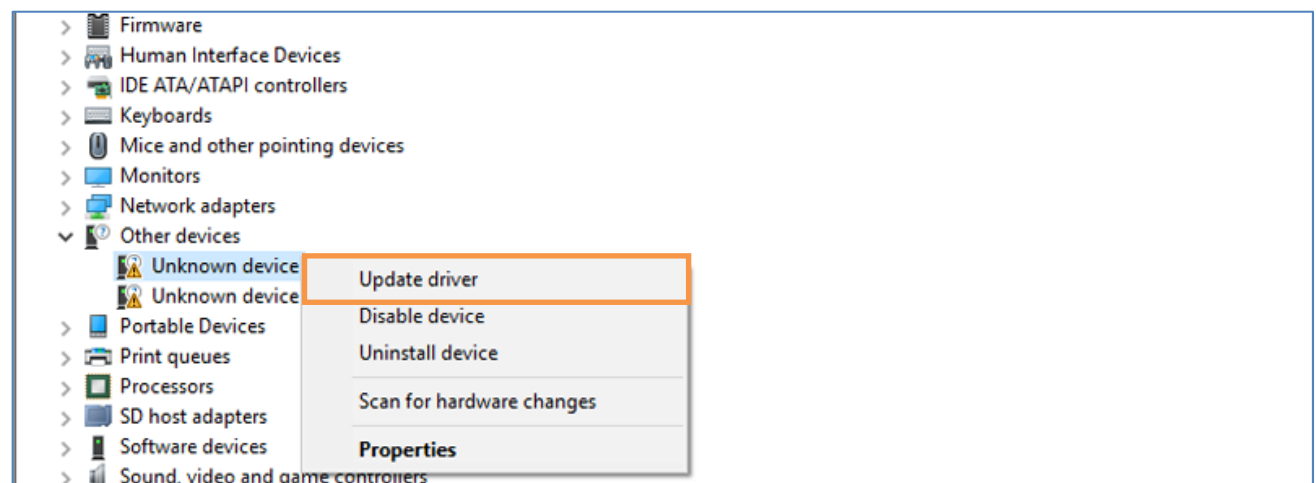 Firmware
Human Interface Devices
IDE ATA/ATAPI controllers
Keyboards
Mice and other pointing devices
Monitors
Network adapters
Other devices
Unknown device
Unknown device
Update driver
Disable device
Uninstall device
Scan for hardware changes
Properties
Portable Devices
Print queues
Processors
SD host adapters
Software devices
Sound, video and game controllers